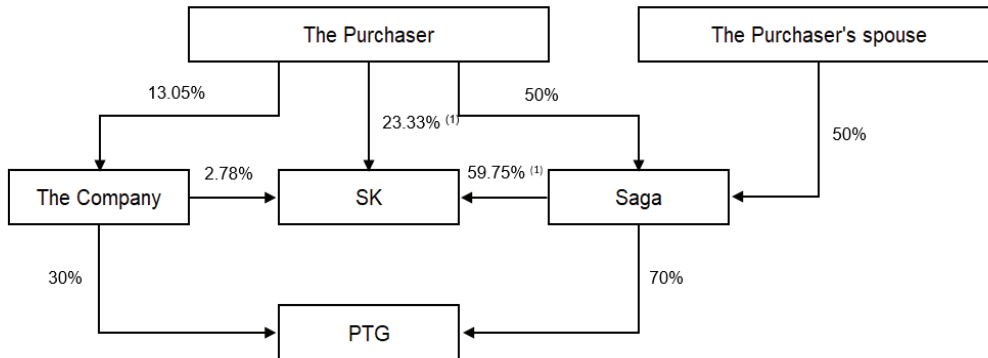 The Purchaser
The Purchaser's spouse
13.05%
50%
23.33% (1)
50%
2.78%
59.75% (1)
The Company
SK
Saga
30%
70%
PTG